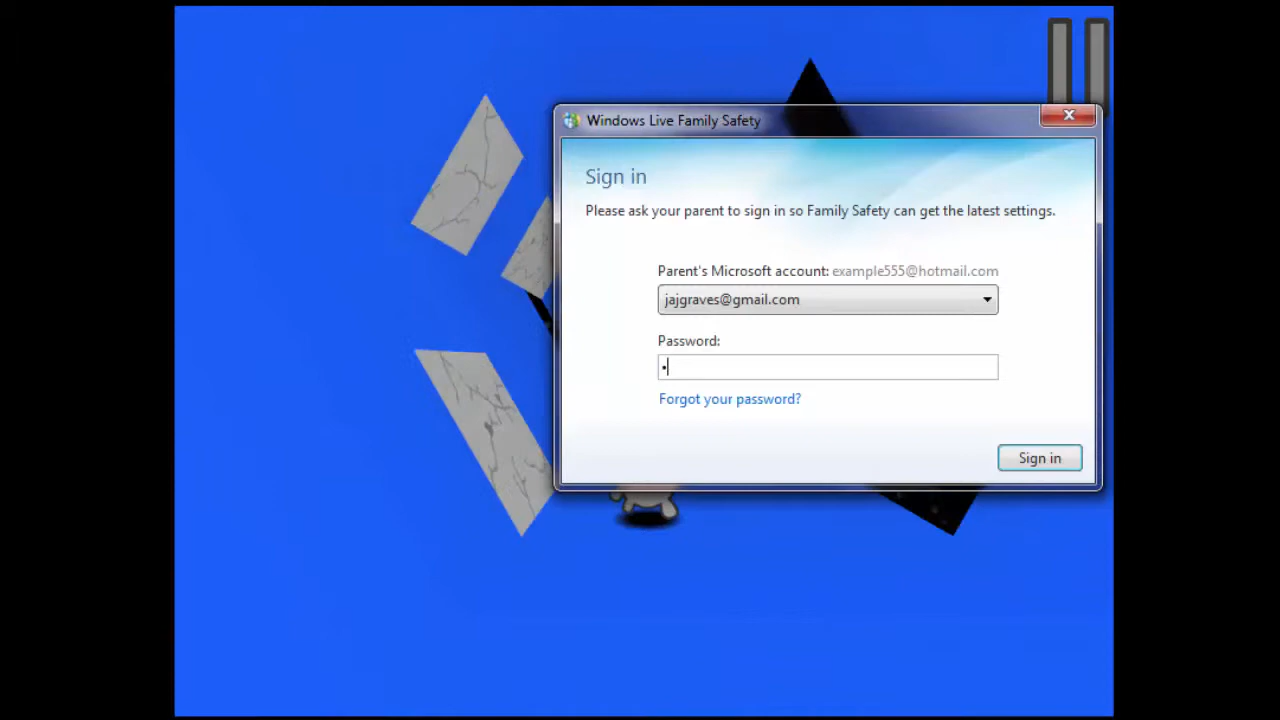 Windows Live Family Safety
Sign in
Please ask your parent to sign in so Family Safety can get the latest settings.
Parent's Microsoft account: example555@hotmail.com
jajgraves@gmail.com
Password:
Forgot your password?
Sign in